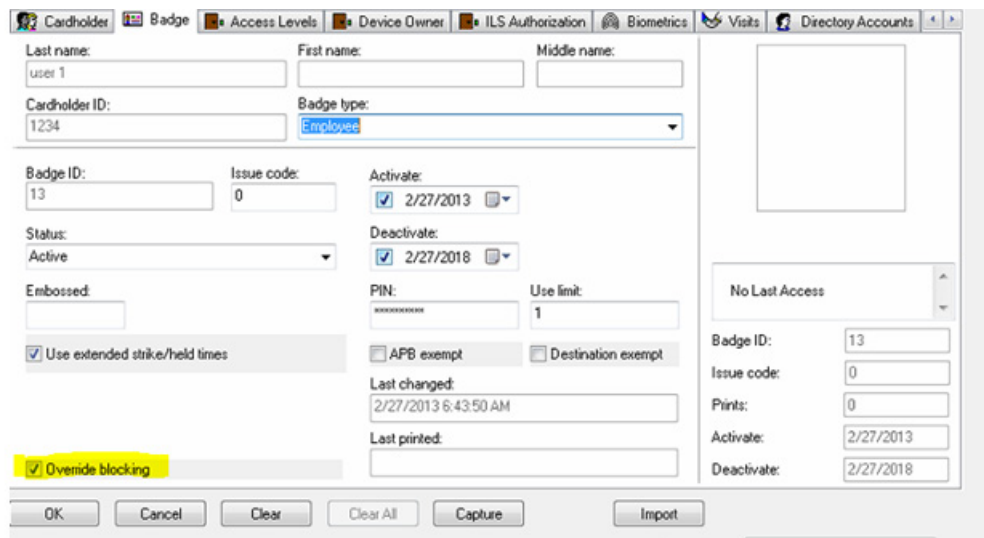 Cardholder Badge Access Levels Device Owner ILS Authorization Biometrics Visits Directory Accounts
Last name: First name: Middle name:
user 1
Cardholder ID: Badge type:
1234 Employee
Badge ID: Issue code: Activate:
13 0 2/27/2013
Status: Deactivate:
Active 2/27/2018
Embossed: PIN: Use limit:
********** 1
No Last Access
Use extended strike/held times APB exempt Destination exempt
Last changed:
2/27/2013 6:43:50 AM
Last printed:
Override blocking
Badge ID: 13
Issue code: 0
Prints: 0
Activate: 2/27/2013
Deactivate: 2/27/2018
OK Cancel Clear Clear All Capture Import